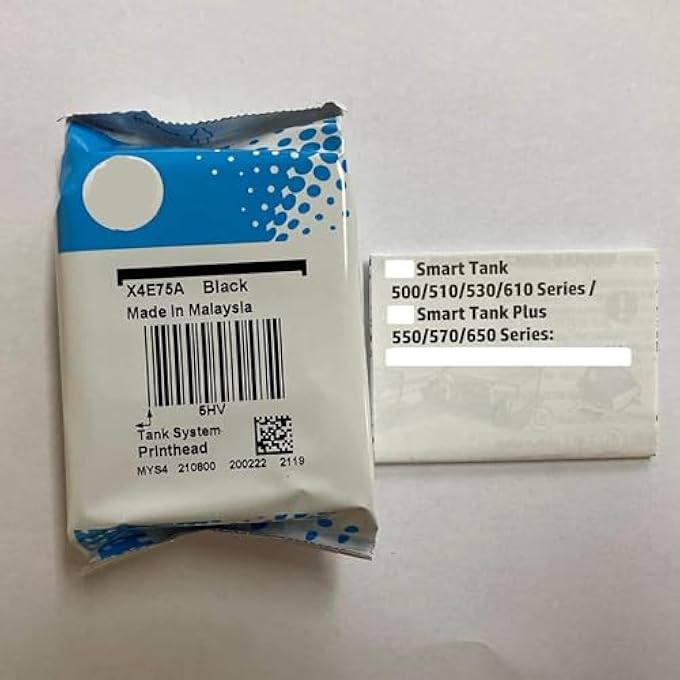 X4E75A Black
Made In Malaysia
5HV
Tank System
Printhead
MYS4 210800 200222 2119
Smart Tank
500/510/530/610 Series /
Smart Tank Plus
550/570/650 Series: